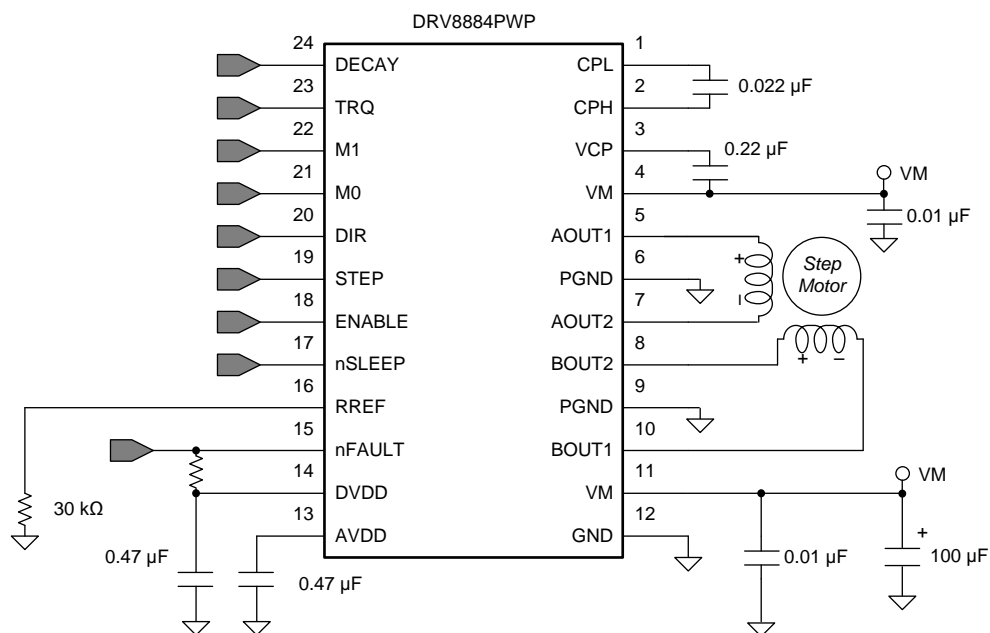 DRV8884PWP
24
DECAY
23
TRQ
22
M1
21
M0
20
DIR
19
STEP
18
ENABLE
17
nSLEEP
16
RREF
15
nFAULT
14
DVDD
13
AVDD
1
CPL
2
CPH
3
VCP
4
VM
5
AOUT1
6
PGND
7
AOUT2
8
BOUT2
9
PGND
10
BOUT1
11
VM
12
GND
0.022 µF
0.22 µF
VM
0.01 µF
+
Step
Motor
–
+ –
VM
+
0.01 µF
100 µF
30 kΩ
0.47 µF
0.47 µF